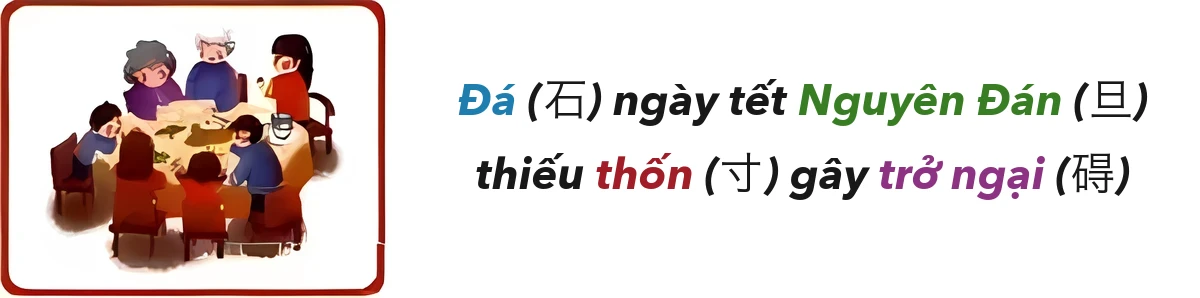 Đá (石) ngày tết Nguyên Đán (旦)
thiếu thốn (寸) gây trở ngại (碍)